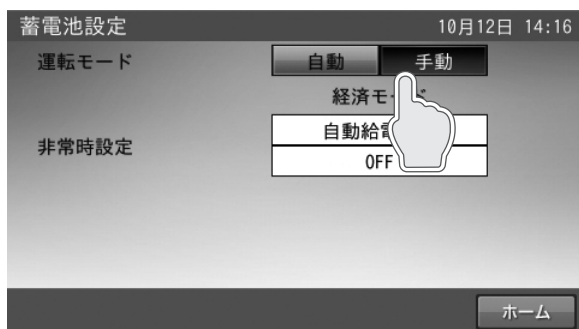 蓄電池設定 10月12日 14:16
運転モード 自動 手動
経済モ
非常時設定
自動給
OFF
ホーム